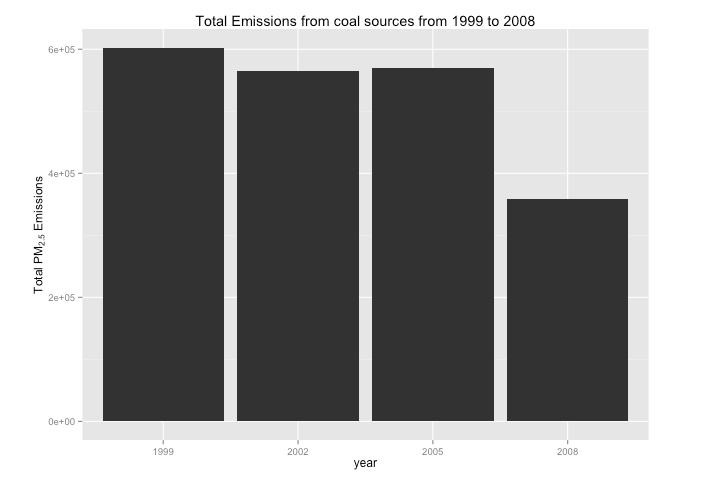 Total Emissions from coal sources from 1999 to 2008
6e+05
4e+05
2e+05
0e+00
Total PM2.5 Emissions
1999 2002 2005 2008
year